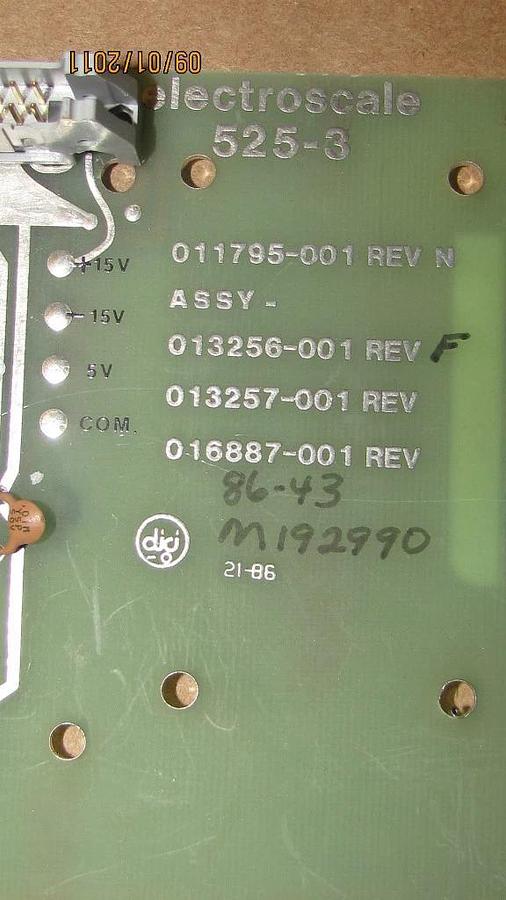 09/01/2011
electroscale
525-3
+15V
-15V
5V
COM.
011795-001 REV N
ASSY-
013256-001 REV F
013257-001 REV
016887-001 REV
86-43
M192990
21-86